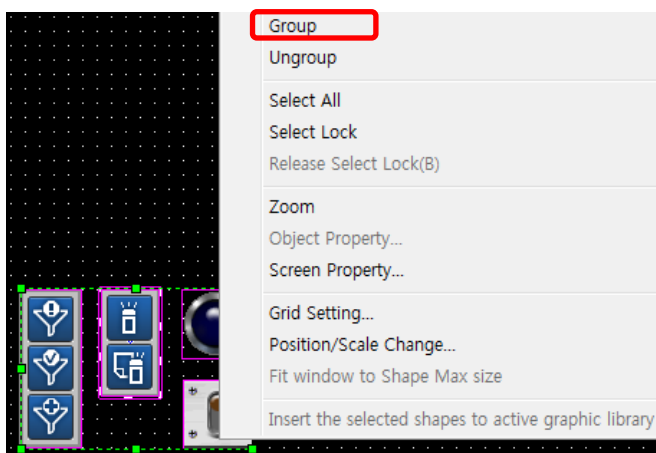 Group
Ungroup
Select All
Select Lock
Release Select Lock(B)
Zoom
Object Property...
Screen Property...
Grid Setting...
Position/Scale Change...
Fit window to Shape Max size
Insert the selected shapes to active graphic library